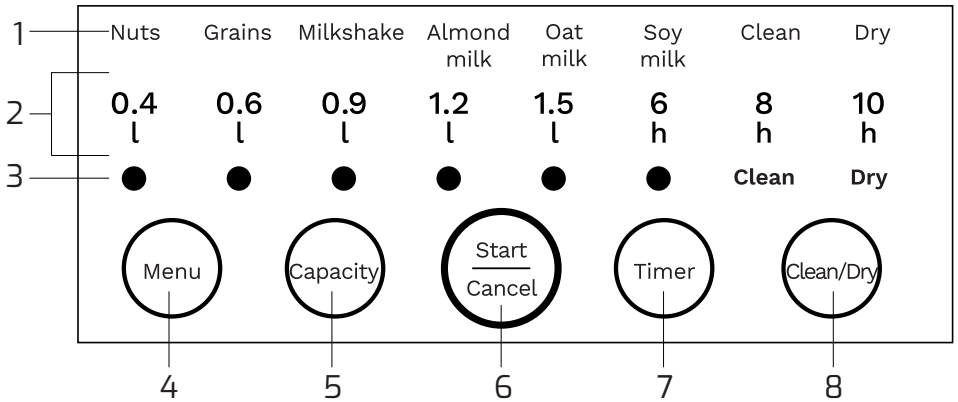 1 Nuts Grains Milkshake Almond milk Oat milk Soy milk Clean Dry
2 0.4 l 0.6 l 0.9 l 1.2 l 1.5 l 6 h 8 h 10 h
3 Clean Dry
Menu Capacity Start Cancel Timer Clean/Dry
4 5 6 7 8